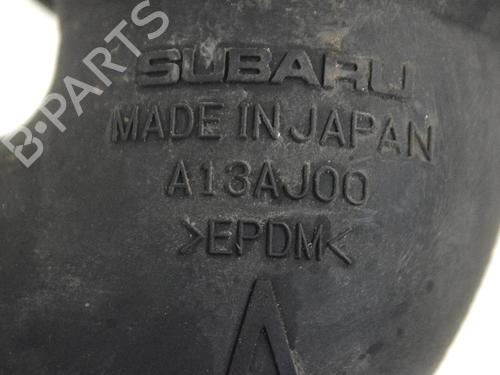 SUBARU
MADE IN JAPAN
A13AJ00
>EPDM<
A
B-PARTS